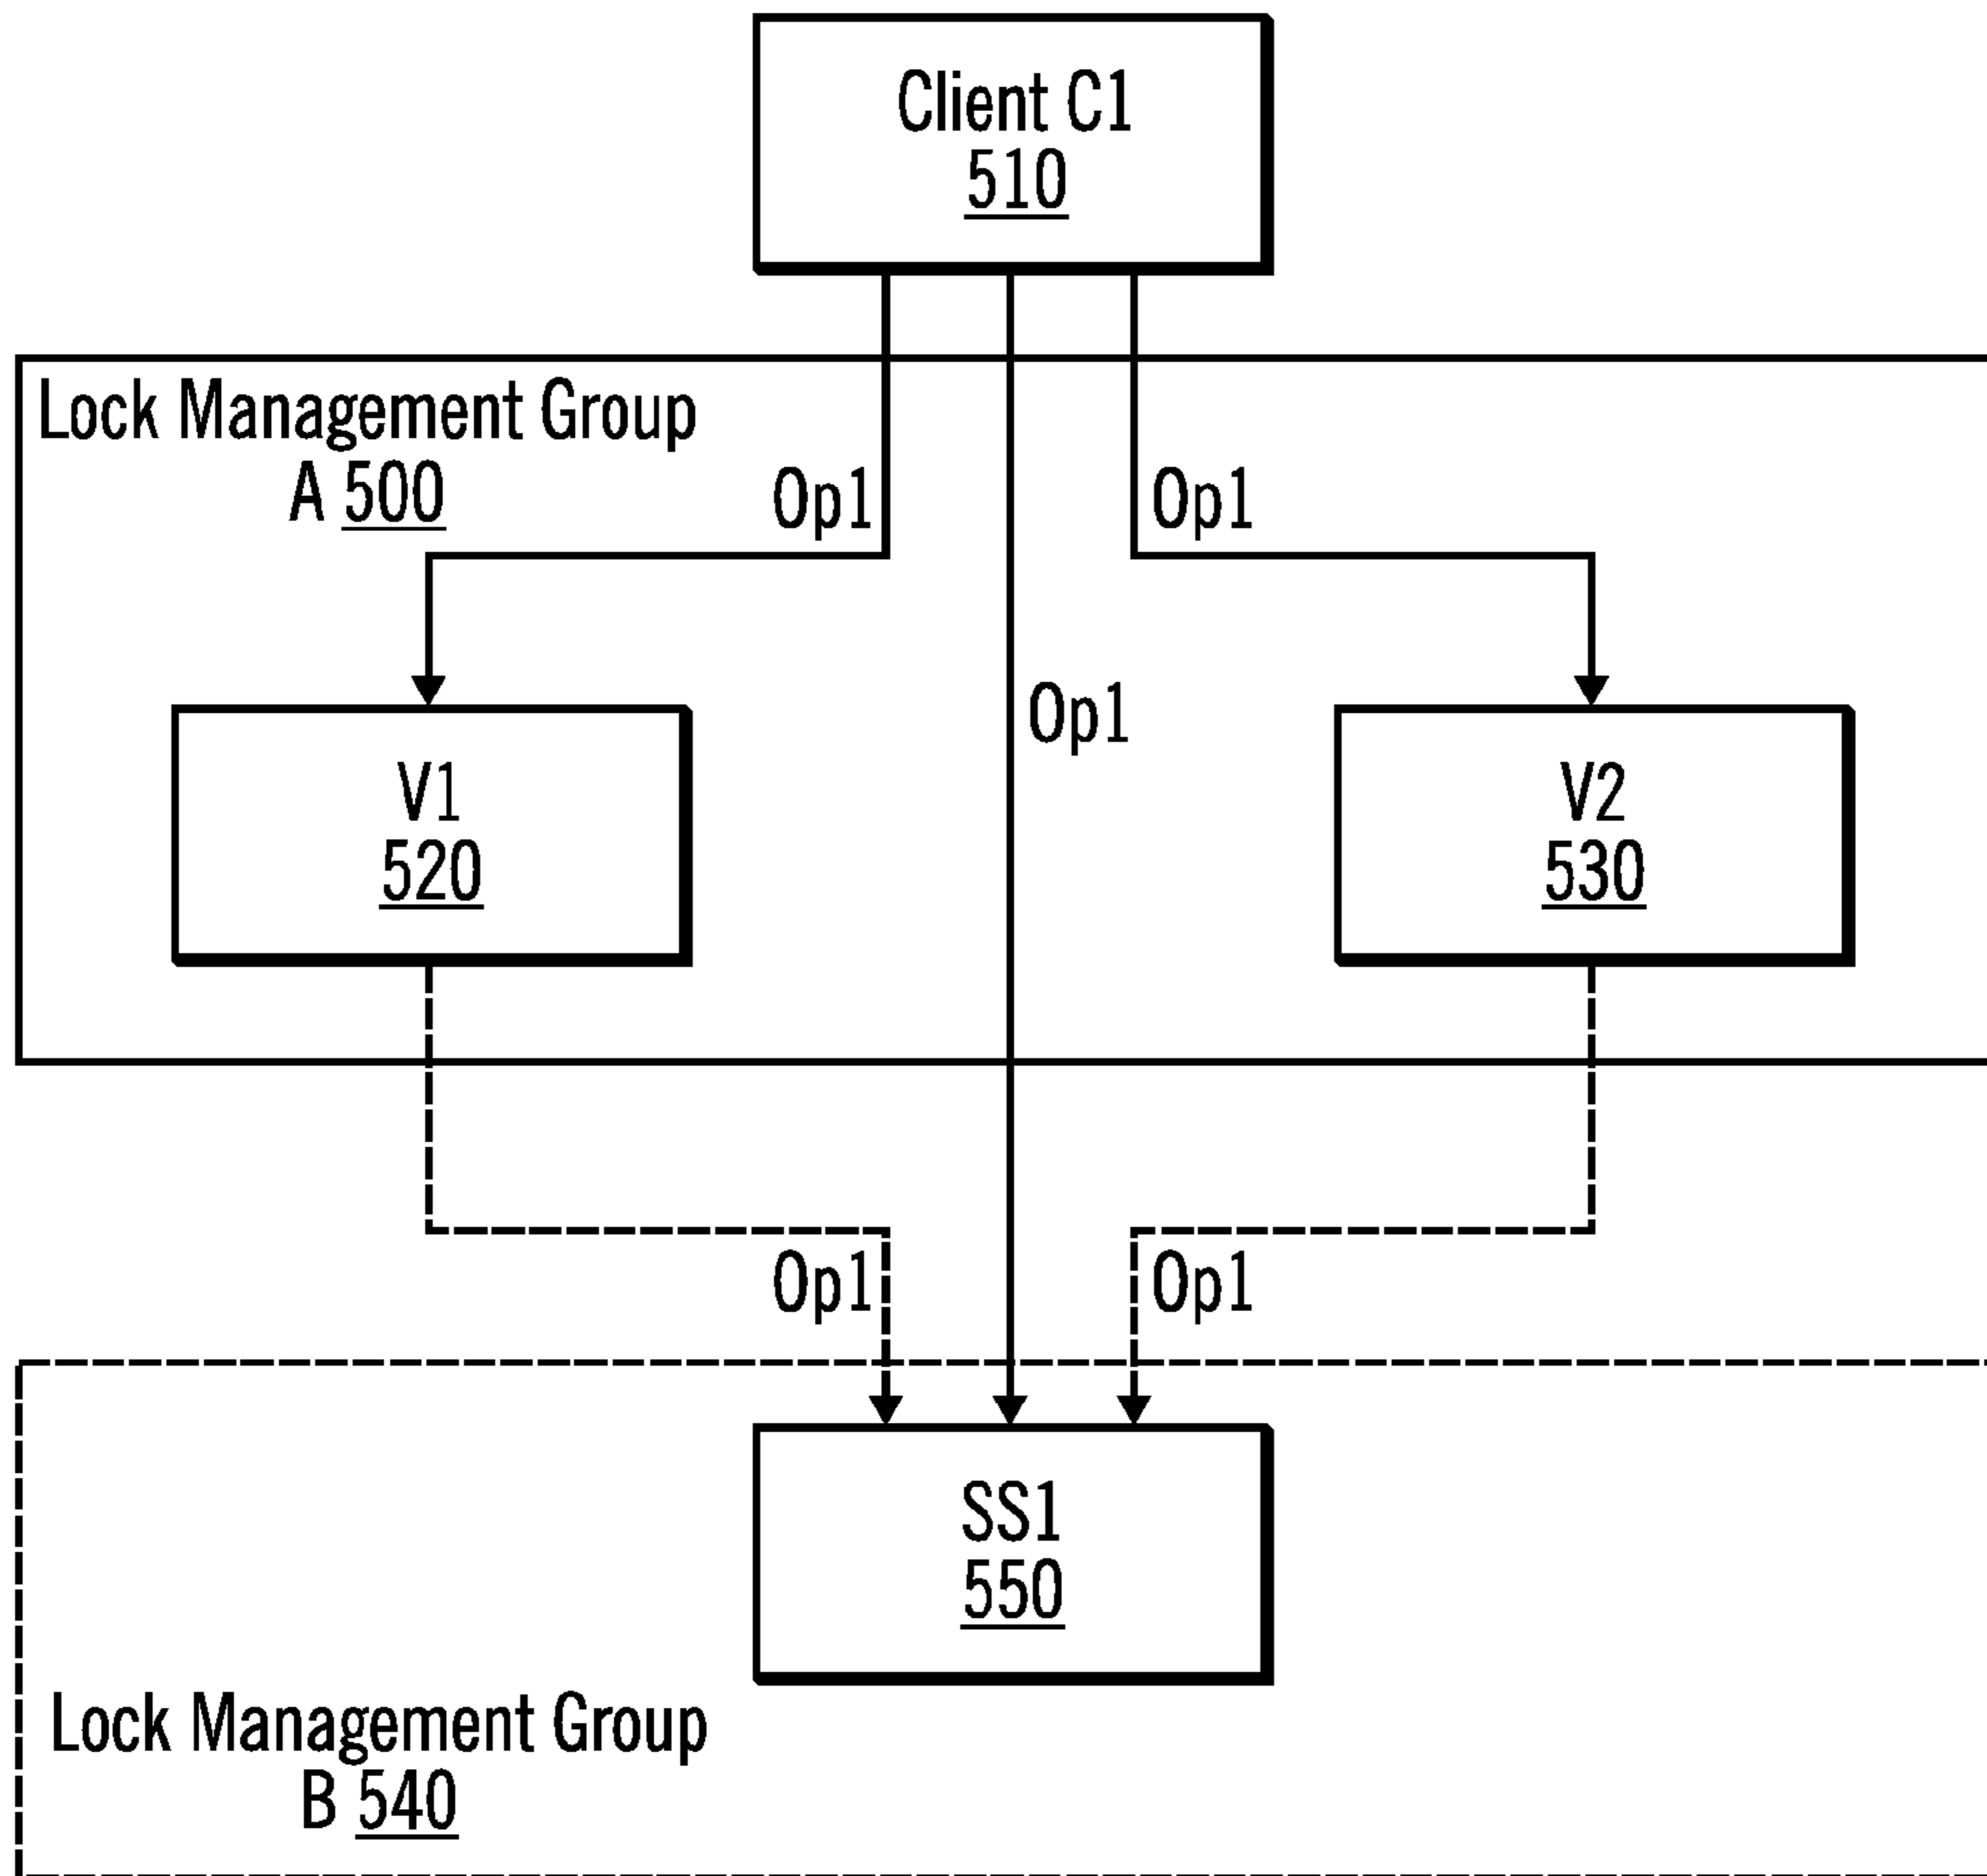 Client C1
510
Lock Management Group
A 500
Op1
Op1
Op1
V1
520
V2
530
Op1
Op1
SS1
550
Lock Management Group
B 540